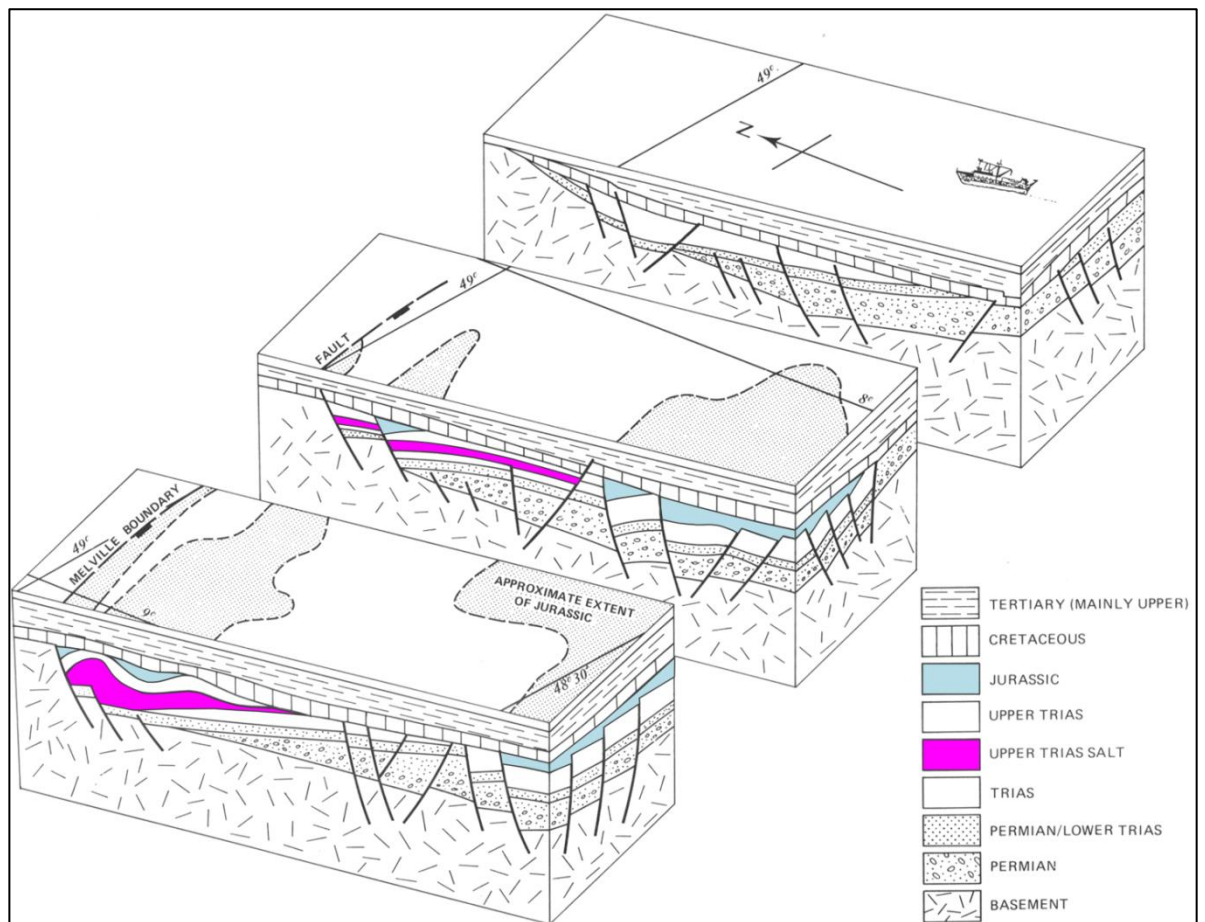 49°
N
FAULT
49°
8°
MELVILLE BOUNDARY
49°
9°
APPROXIMATE EXTENT
OF JURASSIC
48° 30'
TERTIARY (MAINLY UPPER)
CRETACEOUS
JURASSIC
UPPER TRIAS
UPPER TRIAS SALT
TRIAS
PERMIAN/LOWER TRIAS
PERMIAN
BASEMENT